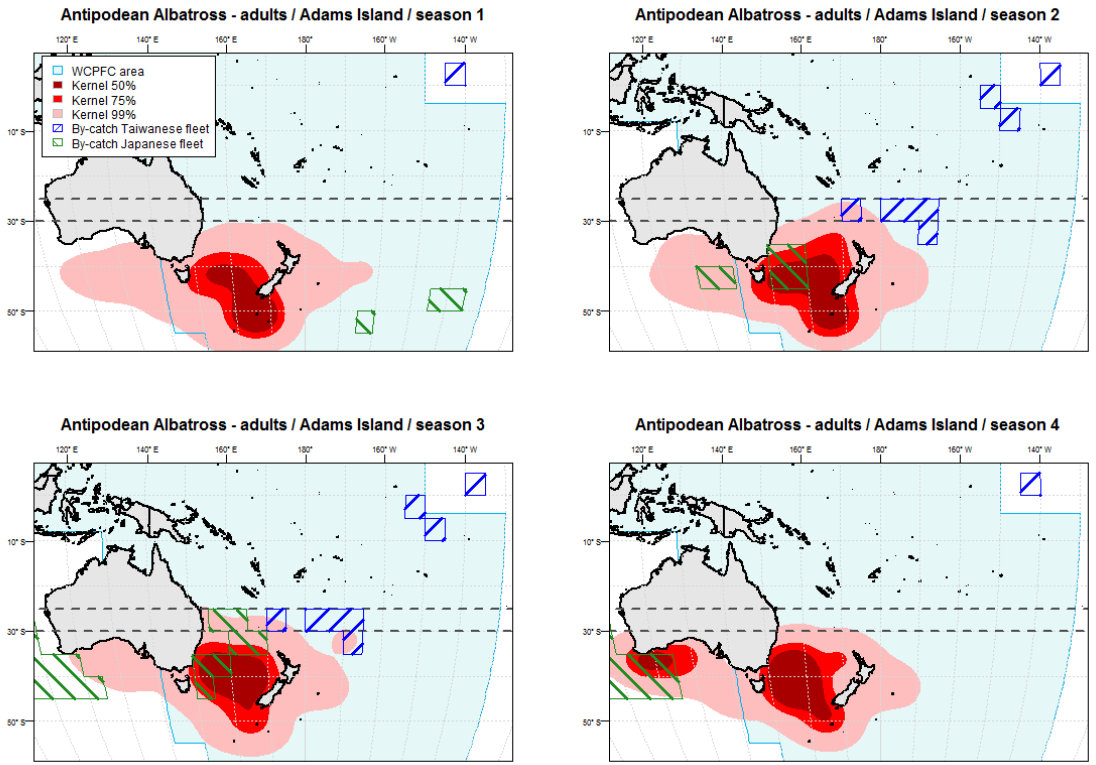 Antipodean Albatross - adults / Adams Island / season 1
120° E 140° E 160° E 180° 160° W 140° W
WCPFC area
Kernel 50%
Kernel 75%
Kernel 99%
By-catch Taiwanese fleet
By-catch Japanese fleet
10° S
30° S
50° S
Antipodean Albatross - adults / Adams Island / season 2
120° E 140° E 160° E 180° 160° W 140° W
10° S
30° S
50° S
Antipodean Albatross - adults / Adams Island / season 3
120° E 140° E 160° E 180° 160° W 140° W
10° S
30° S
50° S
Antipodean Albatross - adults / Adams Island / season 4
120° E 140° E 160° E 180° 160° W 140° W
10° S
30° S
50° S